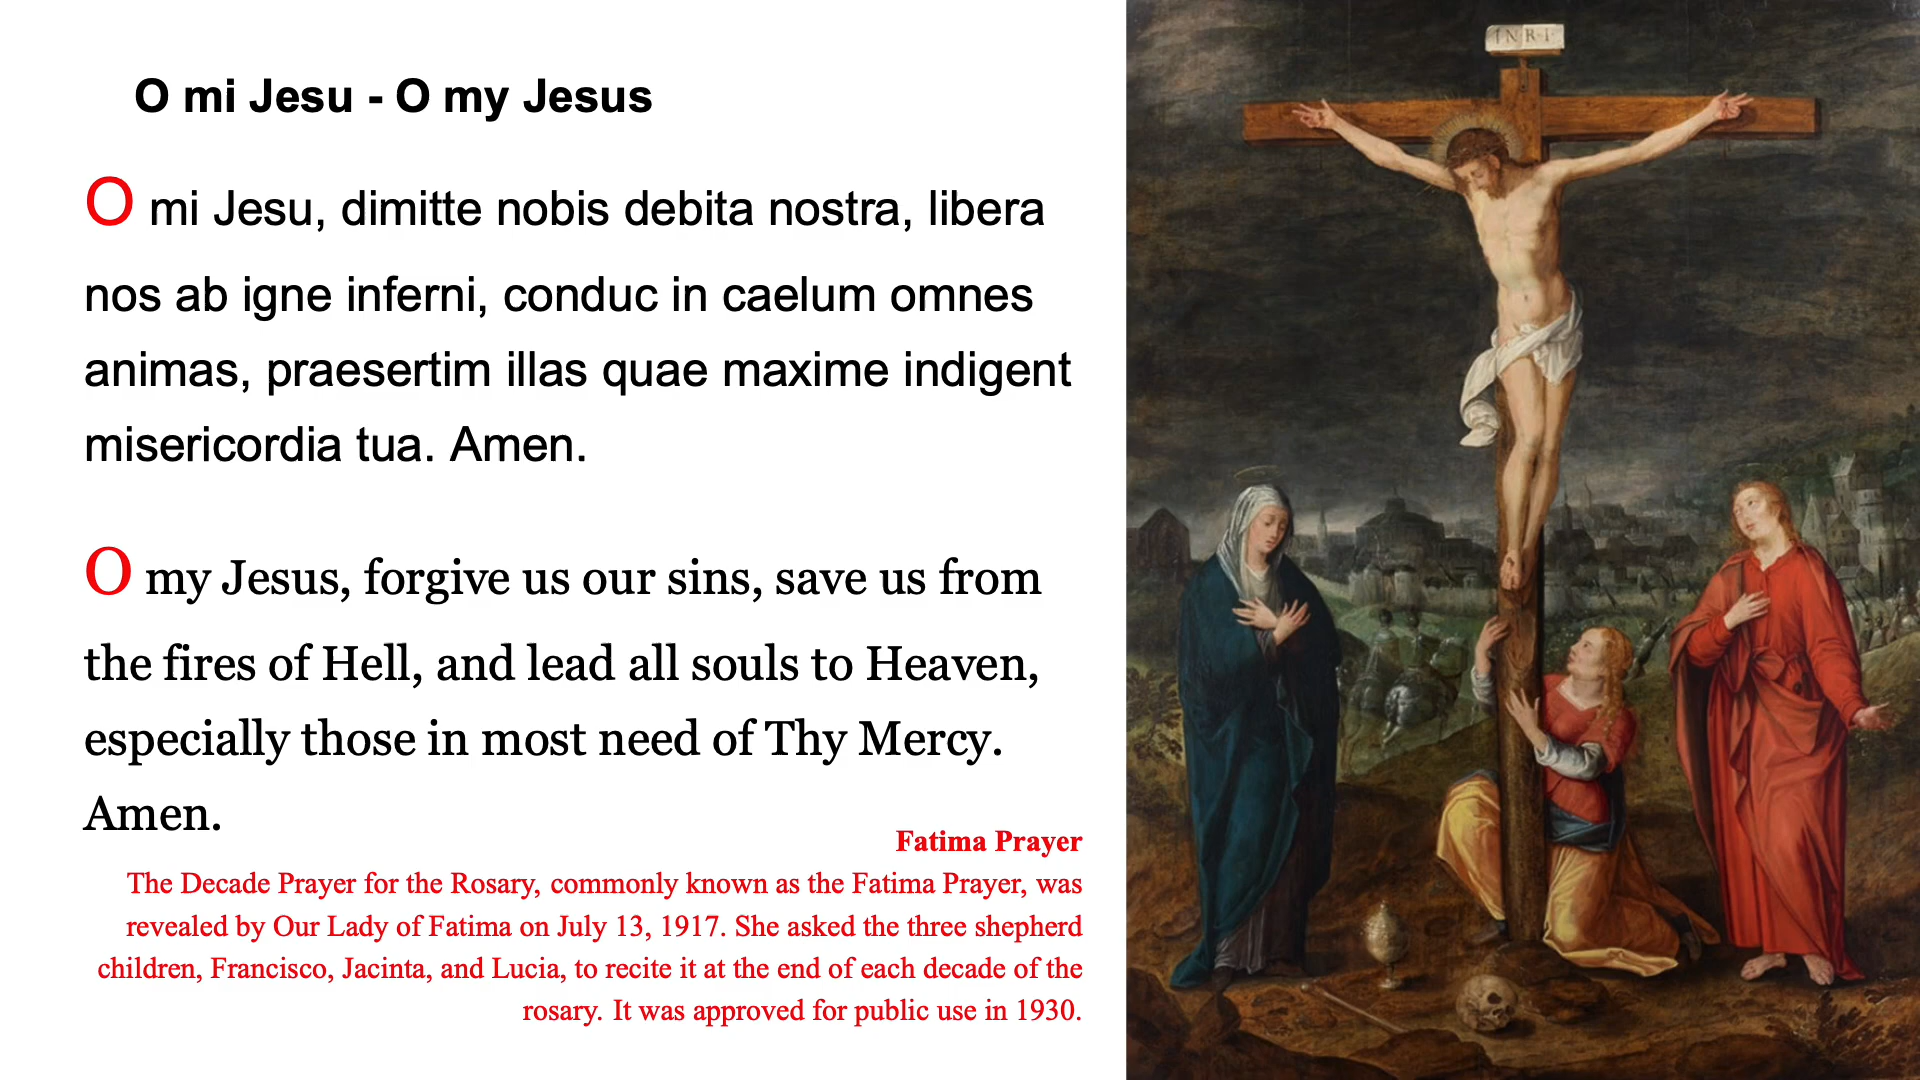 O mi Jesu - O my Jesus
O mi Jesu, dimitte nobis debita nostra, libera
nos ab igne inferni, conduc in caelum omnes
animas, praesertim illas quae maxime indigent
misericordia tua. Amen.
O my Jesus, forgive us our sins, save us from
the fires of Hell, and lead all souls to Heaven,
especially those in most need of Thy Mercy.
Amen.
Fatima Prayer
The Decade Prayer for the Rosary, commonly known as the Fatima Prayer, was
revealed by Our Lady of Fatima on July 13, 1917. She asked the three shepherd
children, Francisco, Jacinta, and Lucia, to recite it at the end of each decade of the
rosary. It was approved for public use in 1930.
INRI